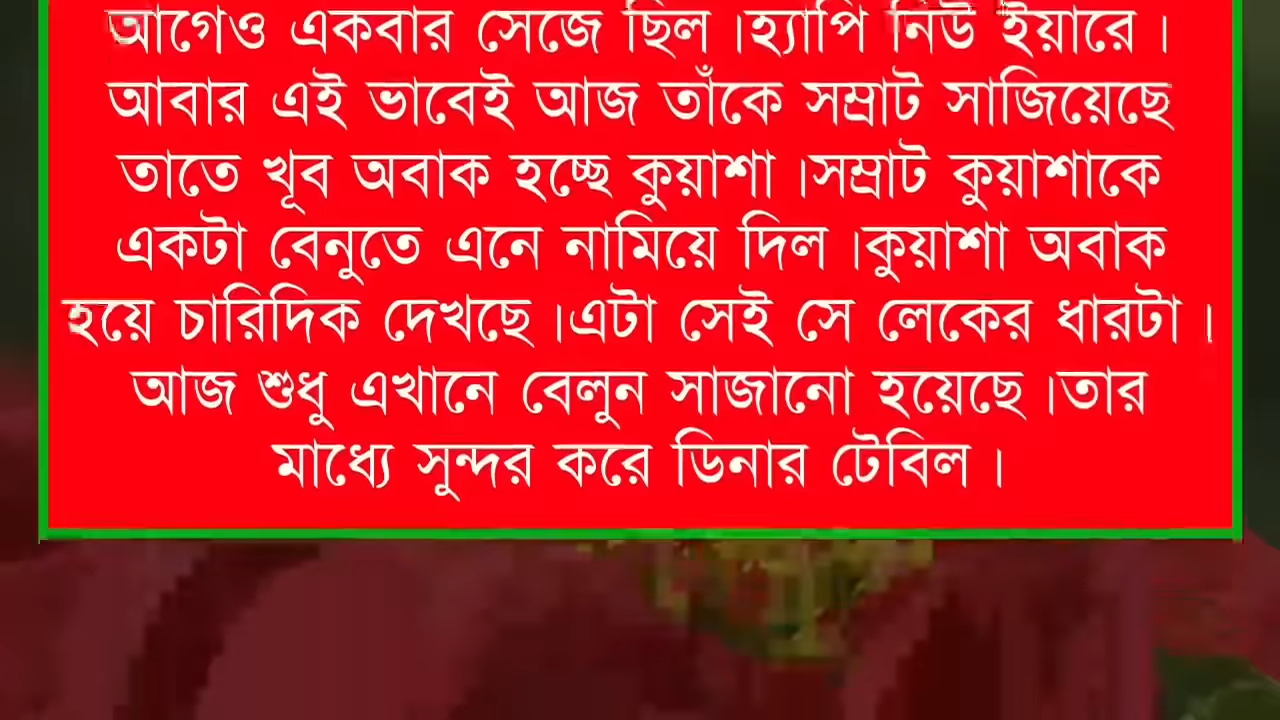 আগেও একবার সেজে ছিল ।হ্যাপি নিউ ইয়ারে ।
আবার এই ভাবেই আজ তাঁকে সম্রাট সাজিয়েছে
তাতে খূব অবাক হচ্ছে কুয়াশা ।সম্রাট কুয়াশাকে
একটা বেনুতে এনে নামিয়ে দিল ।কুয়াশা অবাক
হয়ে চারিদিক দেখছে ।এটা সেই সে লেকের ধারটা ।
আজ শুধু এখানে বেলুন সাজানো হয়েছে ।তার
মাধ্যে সুন্দর করে ডিনার টেবিল ।